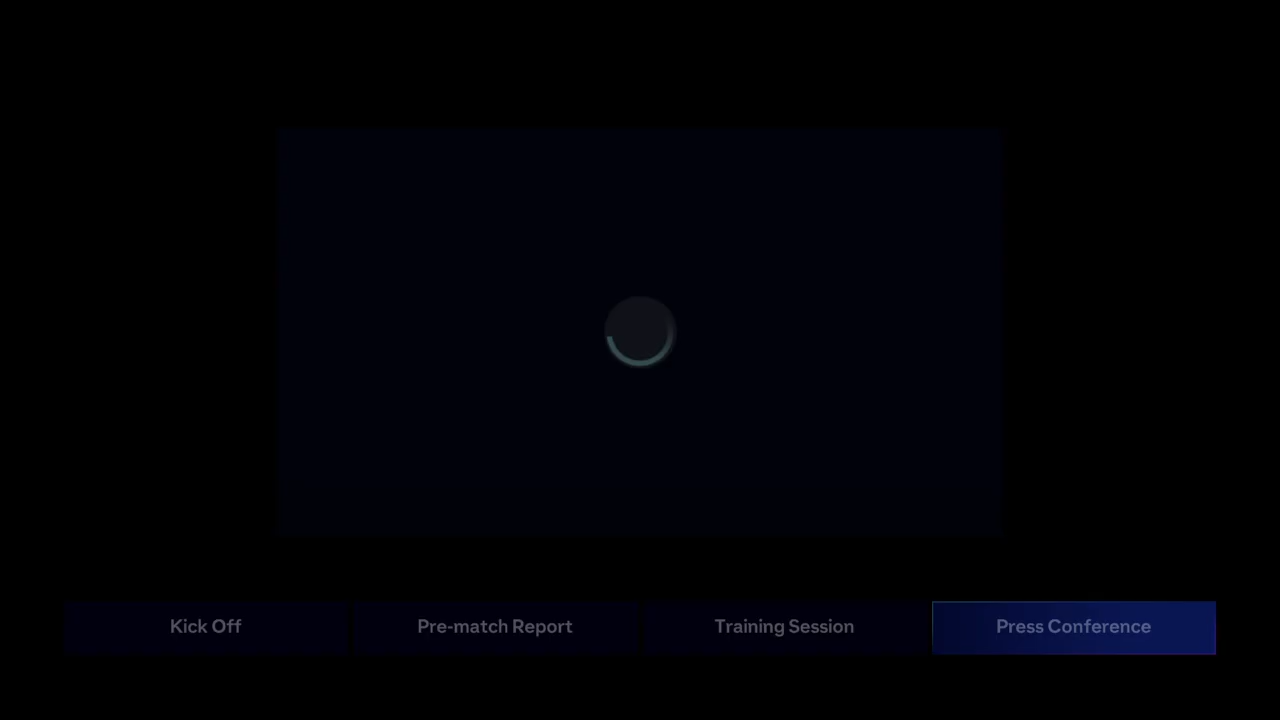 Kick Off
Pre-match Report
Training Session
Press Conference